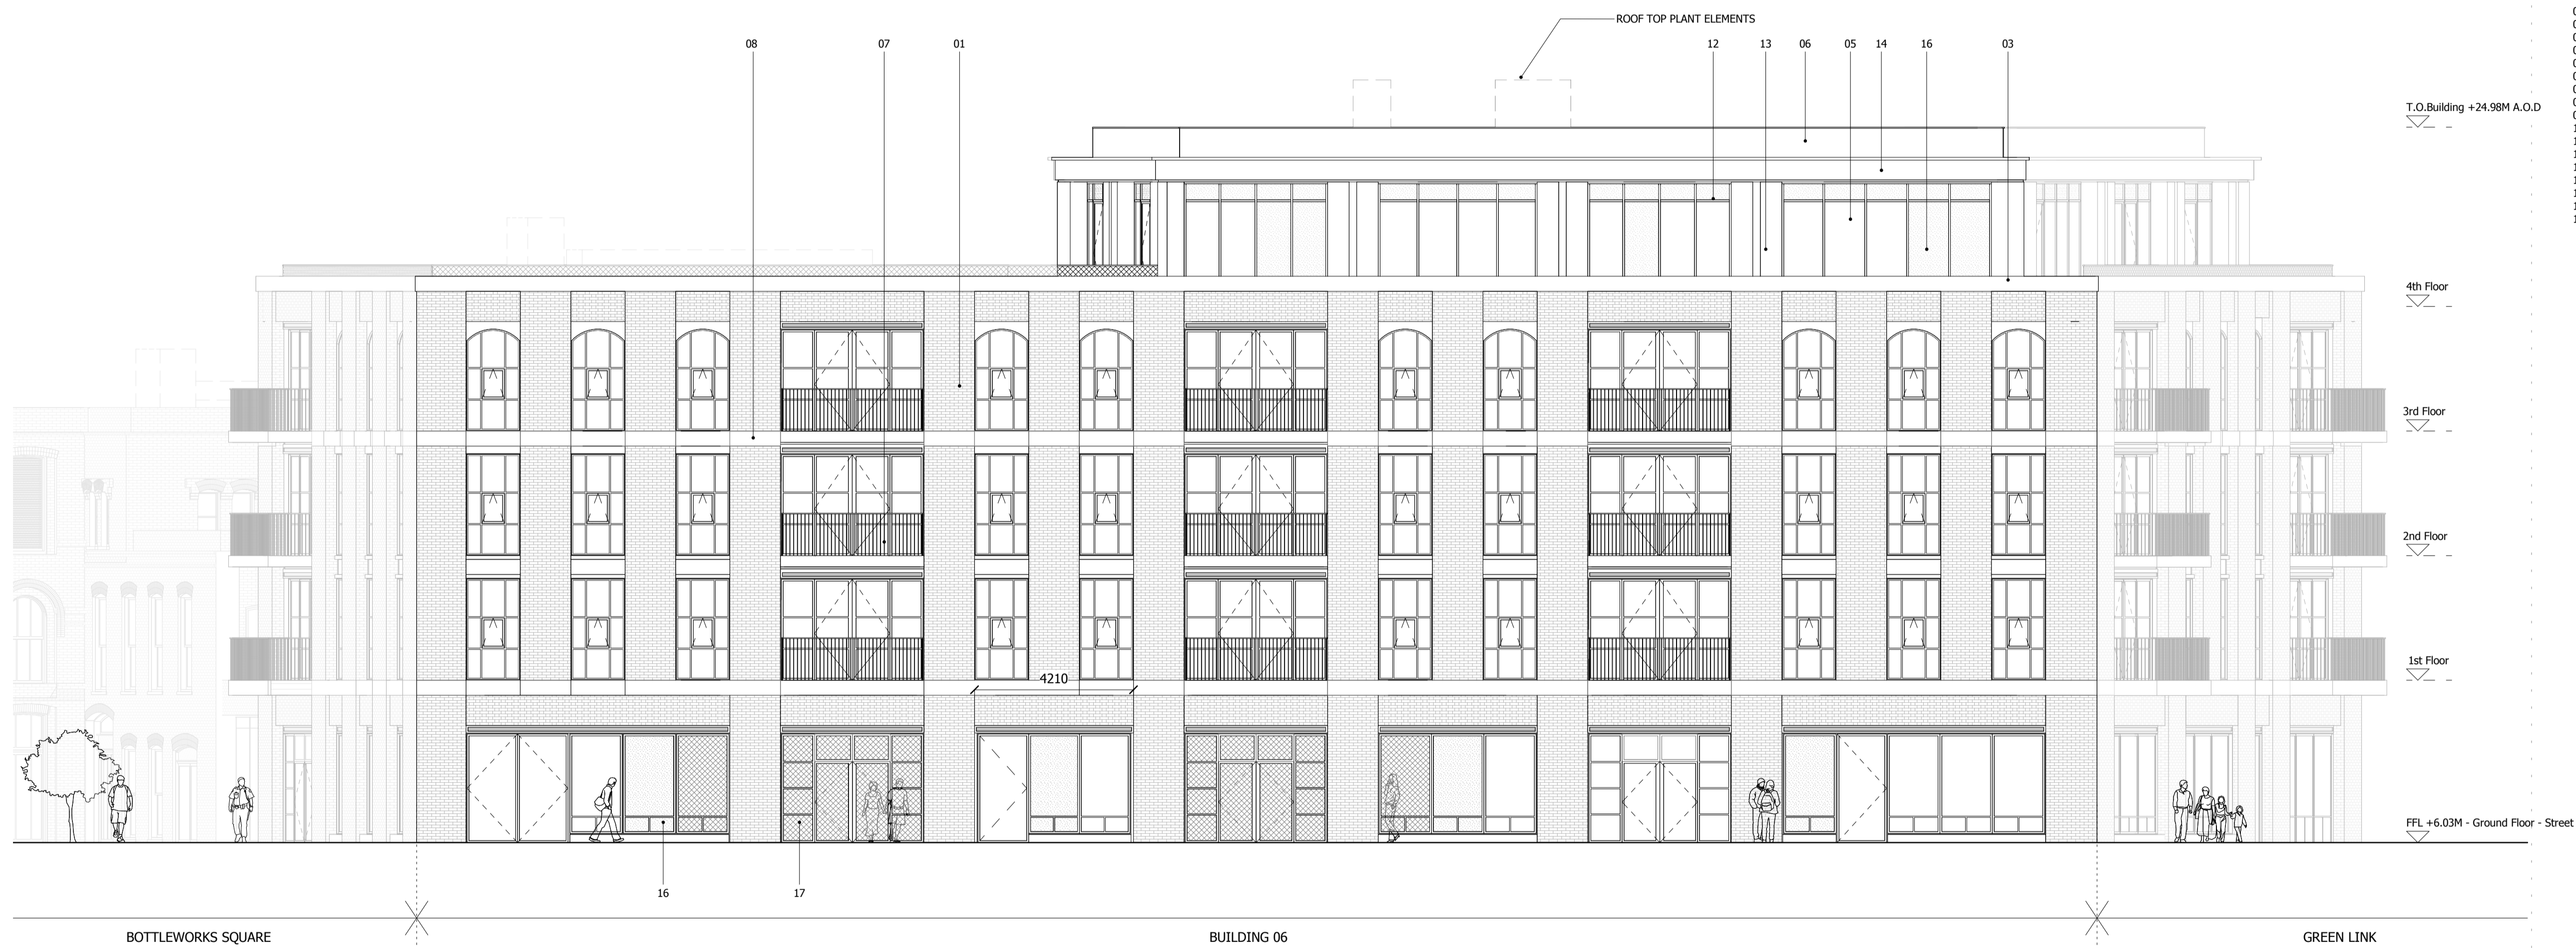 ROOF TOP PLANT ELEMENTS
08
07
01
12
13
06
05
14
16
03
T.O.Building +24.98M A.O.D
4th Floor
3rd Floor
2nd Floor
1st Floor
4210
FFL +6.03M - Ground Floor - Street
16
17
BOTTLEWORKS SQUARE
BUILDING 06
GREEN LINK